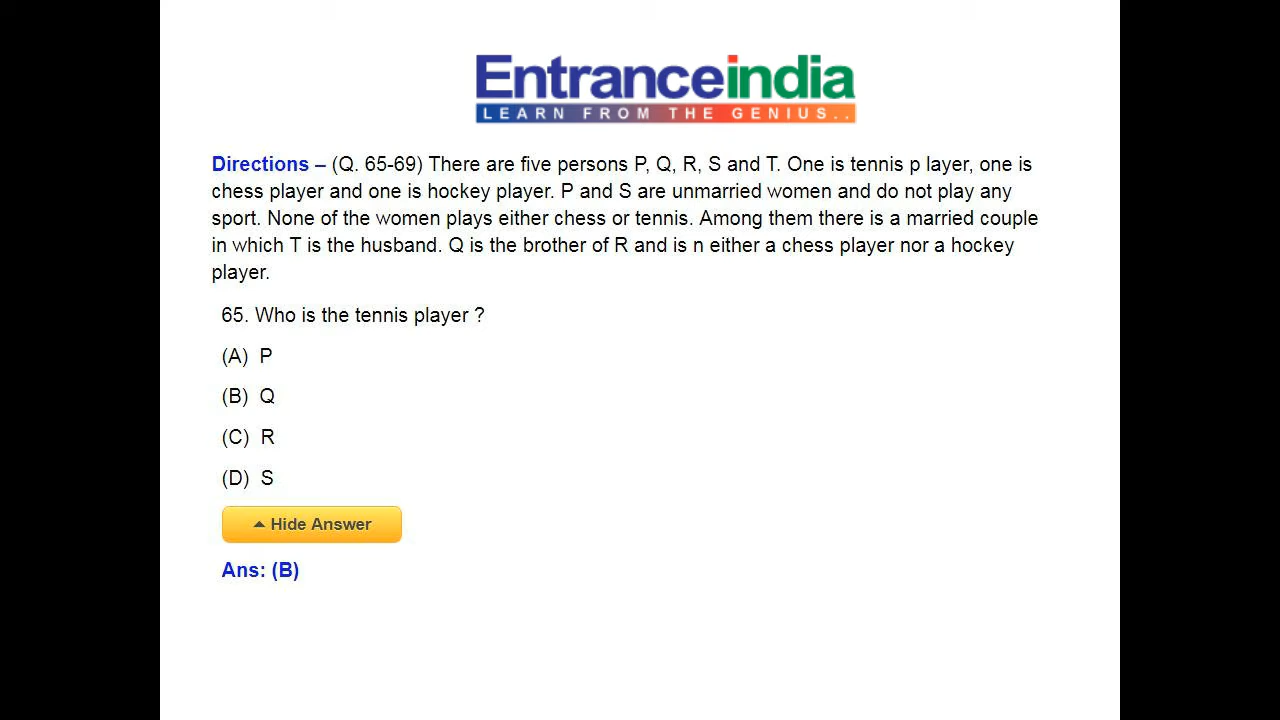 Entranceindia
LEARN FROM THE GENIUS..
Directions – (Q. 65-69) There are five persons P, Q, R, S and T. One is tennis p layer, one is
chess player and one is hockey player. P and S are unmarried women and do not play any
sport. None of the women plays either chess or tennis. Among them there is a married couple
in which T is the husband. Q is the brother of R and is n either a chess player nor a hockey
player.
65. Who is the tennis player ?
(A) P
(B) Q
(C) R
(D) S
Hide Answer
Ans: (B)